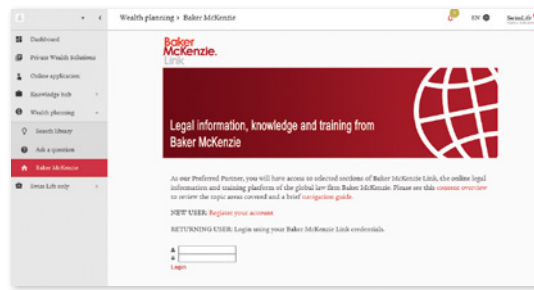 Wealth planning > Baker McKenzie
EN
SwissLife
Dashboard
Private Wealth Solutions
Online application
Knowledge hub
Wealth planning
Search library
Ask a question
Baker McKenzie
Swiss Life only
Baker
McKenzie.
Link
Legal information, knowledge and training from
Baker McKenzie
As our Preferred Partner, you will have access to selected sections of Baker McKenzie Link, the online legal
information and training platform of the global law firm Baker McKenzie. Please see this content overview
to review the topic areas covered and a brief navigation guide.
NEW USER: Register your account
RETURNING USER: Login using your Baker McKenzie Link credentials.
Login